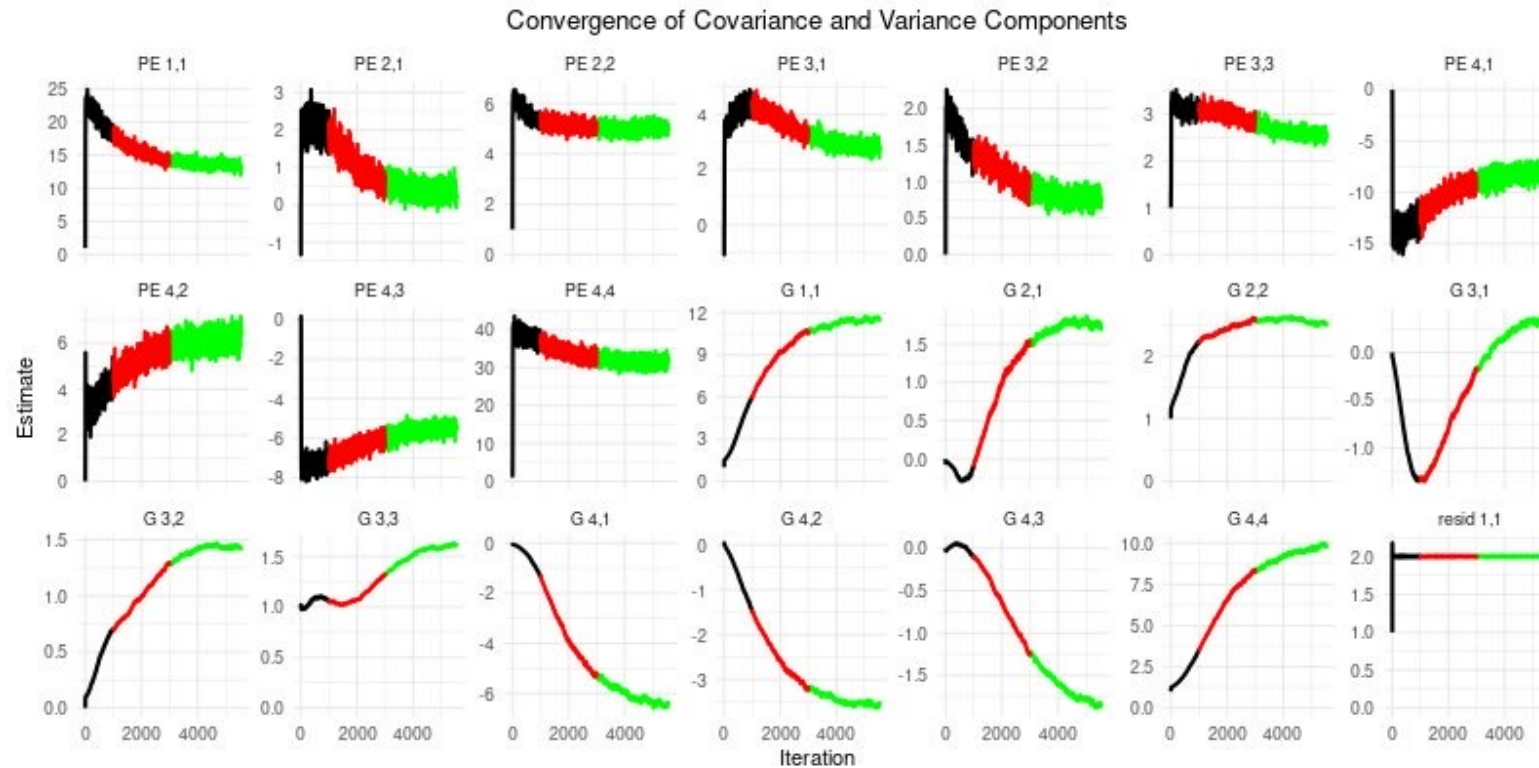 Convergence of Covariance and Variance Components
PE 1,1 PE 2,1 PE 2,2 PE 3,1 PE 3,2 PE 3,3 PE 4,1
25 20 15 10 5 0
3 2 1 0 -1
6 4 2 0
4 2 0
2.0 1.5 1.0 0.5 0.0
3 2 1 0
0 -5 -10 -15
PE 4,2 PE 4,3 PE 4,4 G 1,1 G 2,1 G 2,2 G 3,1
6 4 2 0
0 -2 -4 -6 -8
40 30 20 10 0
12 9 6 3 0
1.5 1.0 0.5 0.0
2 1 0
0.0 -0.5 -1.0
Estimate
G 3,2 G 3,3 G 4,1 G 4,2 G 4,3 G 4,4 resid 1,1
1.5 1.0 0.5 0.0
1.5 1.0 0.5 0.0
0 -2 -4 -6
0 -1 -2 -3
0.0 -0.5 -1.0 -1.5
10.0 7.5 5.0 2.5 0.0
2.0 1.5 1.0 0.5 0.0
0 2000 4000 0 2000 4000 0 2000 4000 0 2000 4000 0 2000 4000 0 2000 4000 0 2000 4000
Iteration